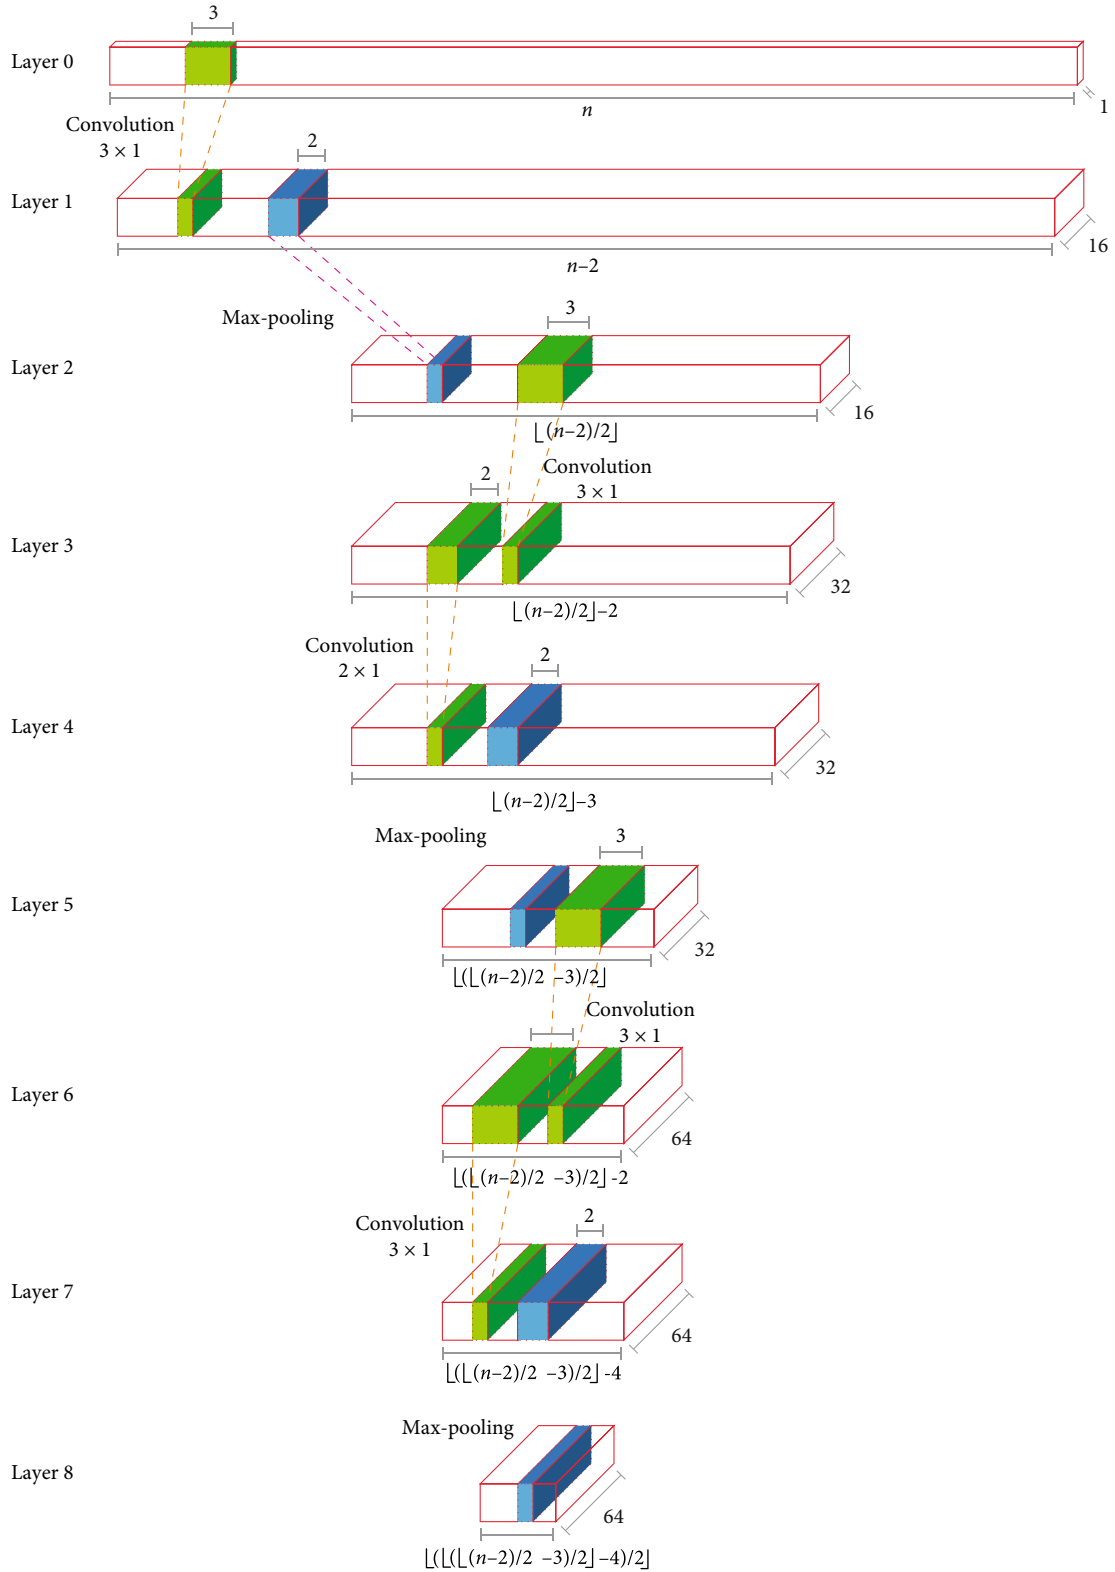 3
Layer 0
n
1
Convolution
3 × 1
2
Layer 1
16
n–2
Max-pooling
3
Layer 2
16
⌊(n–2)/2⌋
2
Convolution
3 × 1
Layer 3
32
⌊(n–2)/2⌋–2
Convolution
2 × 1
2
Layer 4
32
⌊(n–2)/2⌋–3
Max-pooling
3
Layer 5
32
⌊(⌊(n–2)/2 –3)/2⌋
Convolution
3 × 1
Layer 6
64
⌊(⌊(n–2)/2 –3)/2⌋ -2
Convolution
3 × 1
2
Layer 7
64
⌊(⌊(n–2)/2 –3)/2⌋ -4
Max-pooling
Layer 8
64
⌊(⌊(⌊(n–2)/2 –3)/2⌋ –4)/2⌋